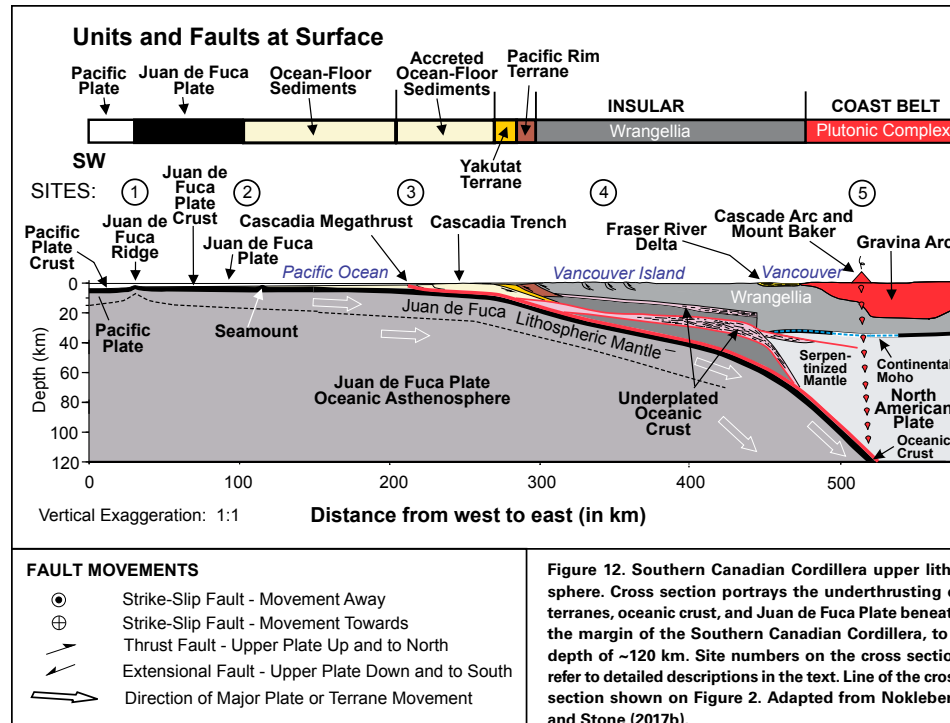 Units and Faults at Surface
Pacific
Plate
Juan de Fuca
Plate
Ocean-Floor
Sediments
Accreted
Ocean-Floor
Sediments
Pacific Rim
Terrane
INSULAR
COAST BELT
Wrangellia
Plutonic Complex
SW
Yakutat
Terrane
SITES:
1
2
3
4
5
Pacific
Plate
Crust
Juan de
Fuca
Ridge
Juan de
Fuca
Plate
Crust
Juan de Fuca
Plate
Cascadia Megathrust
Cascadia Trench
Fraser River
Delta
Cascade Arc and
Mount Baker
Gravina Arc
Pacific Ocean
Vancouver Island
Vancouver
Pacific
Plate
Seamount
Juan de Fuca
Lithospheric Mantle
Wrangellia
Juan de Fuca Plate
Oceanic Asthenosphere
Underplated
Oceanic
Crust
Serpen-
tinized
Mantle
Continental
Moho
North
American
Plate
Oceanic
Crust
Depth (km)
0
20
40
60
80
100
120
0
100
200
300
400
500
Vertical Exaggeration: 1:1
Distance from west to east (in km)
FAULT MOVEMENTS
Strike-Slip Fault - Movement Away
Strike-Slip Fault - Movement Towards
Thrust Fault - Upper Plate Up and to North
Extensional Fault - Upper Plate Down and to South
Direction of Major Plate or Terrane Movement
Figure 12. Southern Canadian Cordillera upper lith
sphere. Cross section portrays the underthrusting
terranes, oceanic crust, and Juan de Fuca Plate beneat
the margin of the Southern Canadian Cordillera, to
depth of ~120 km. Site numbers on the cross section
refer to detailed descriptions in the text. Line of the cros
section shown on Figure 2. Adapted from Nokleber
and Stone (2017b).